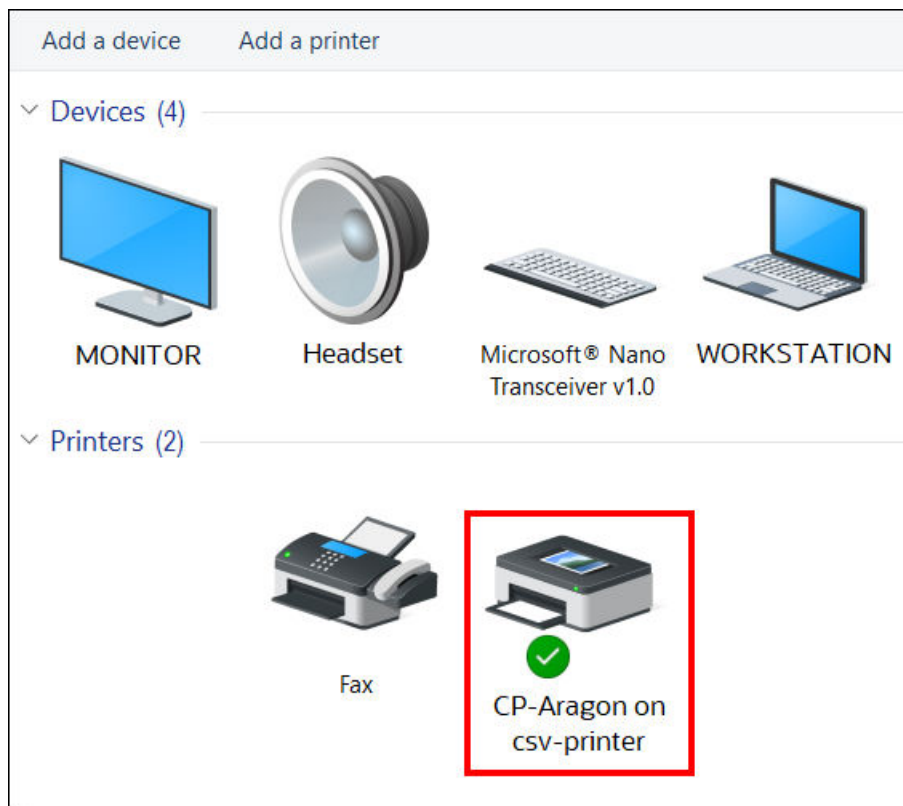 Add a device Add a printer
Devices (4)
MONITOR
Headset
Microsoft® Nano
Transceiver v1.0
WORKSTATION
Printers (2)
Fax
CP-Aragon on
csv-printer